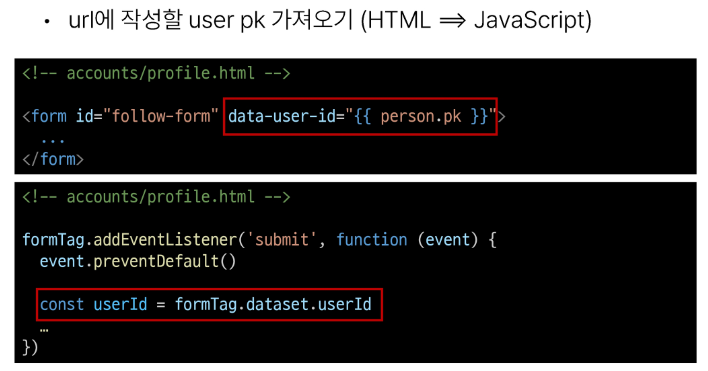 • url에 작성할 user pk 가져오기 (HTML ⟹ JavaScript)
<!-- accounts/profile.html -->
<form id="follow-form" data-user-id="{{ person.pk }}">
...
</form>
<!-- accounts/profile.html -->
formTag.addEventListener('submit', function (event) {
event.preventDefault()
const userId = formTag.dataset.userId
…
})